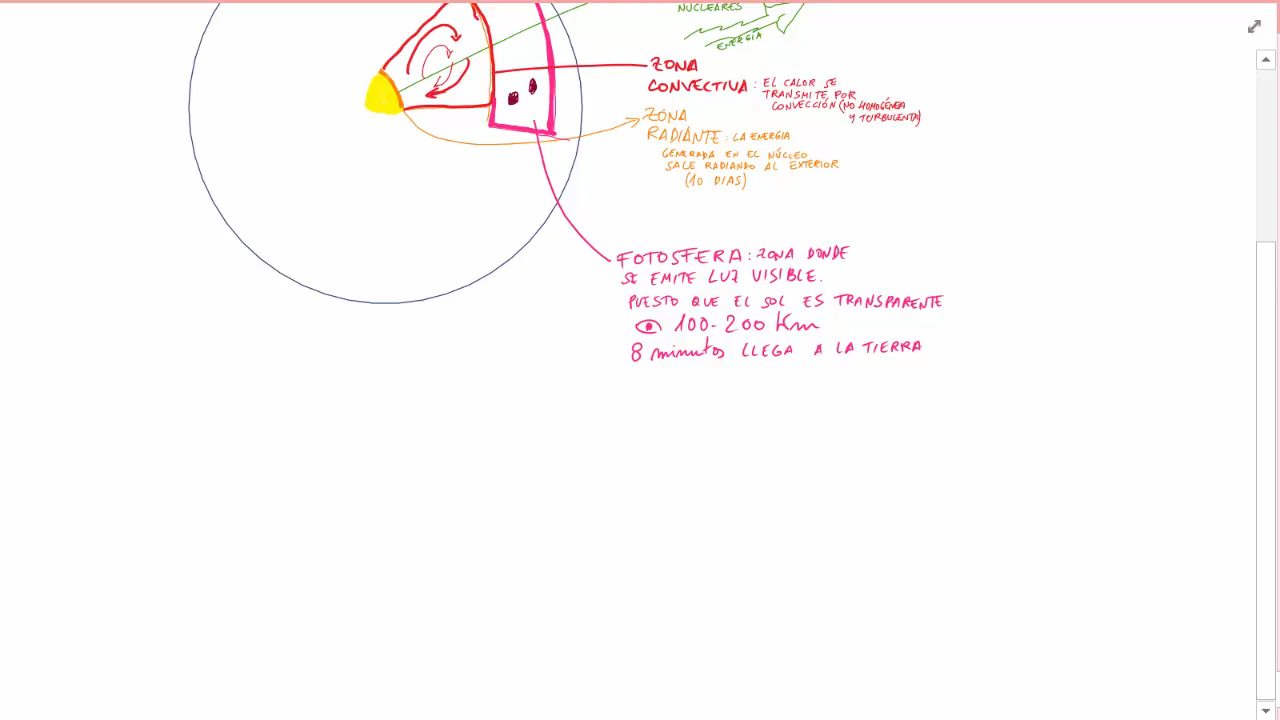 NUCLEARES
ENERGÍA
ZONA
CONVECTIVA: EL CALOR SE
TRANSMITE POR
CONVECCIÓN (NO HOMOGÉNEA
Y TURBULENTA)
ZONA
RADIANTE: LA ENERGIA
GENERADA EN EL NÚCLEO
SALE RADIANDO AL EXTERIOR
(10 DIAS)
FOTOSFERA: ZONA DONDE
SE EMITE LUZ VISIBLE.
PUESTO QUE EL SOL ES TRANSPARENTE
100-200 Km
8 minutos LLEGA A LA TIERRA